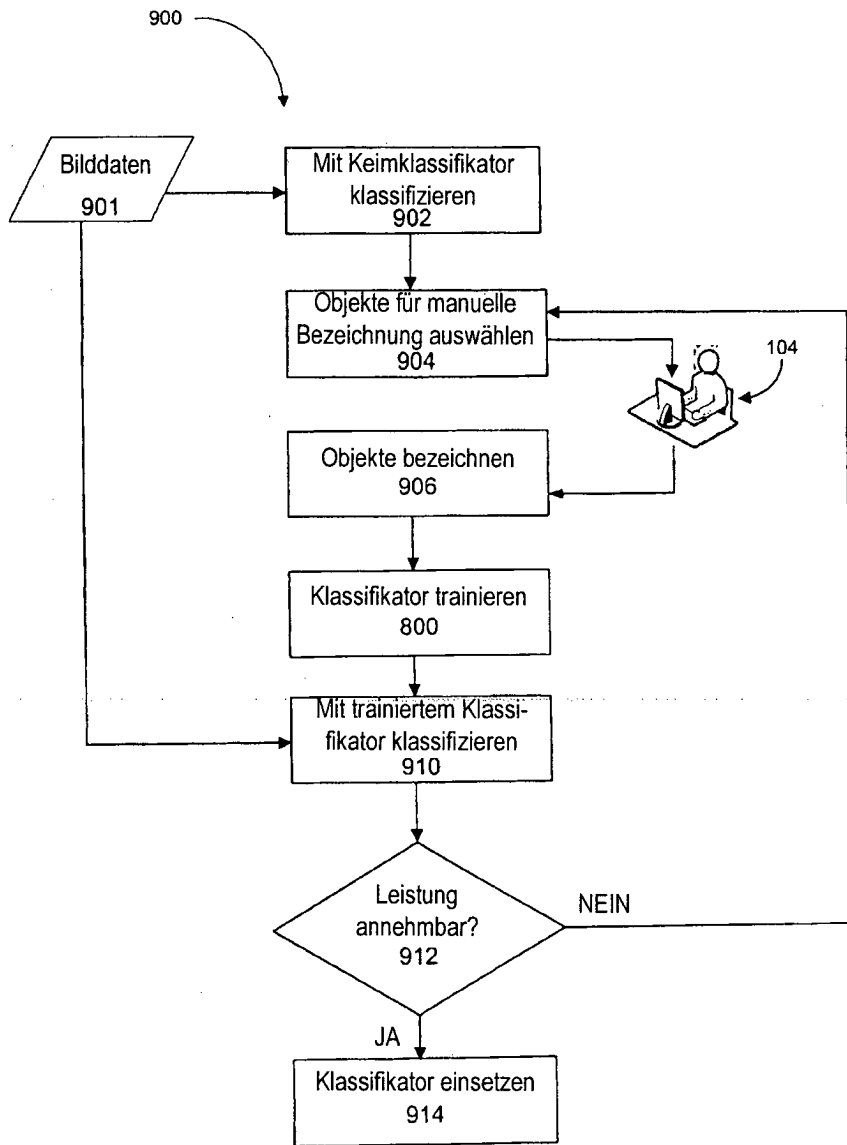 900
Bilddaten
901
Mit Keimklassifikator
klassifizieren
902
Objekte für manuelle
Bezeichnung auswählen
904
104
Objekte bezeichnen
906
Klassifikator trainieren
800
Mit trainiertem Klassi-
fikator klassifizieren
910
Leistung
annehmbar?
912
NEIN
JA
Klassifikator einsetzen
914